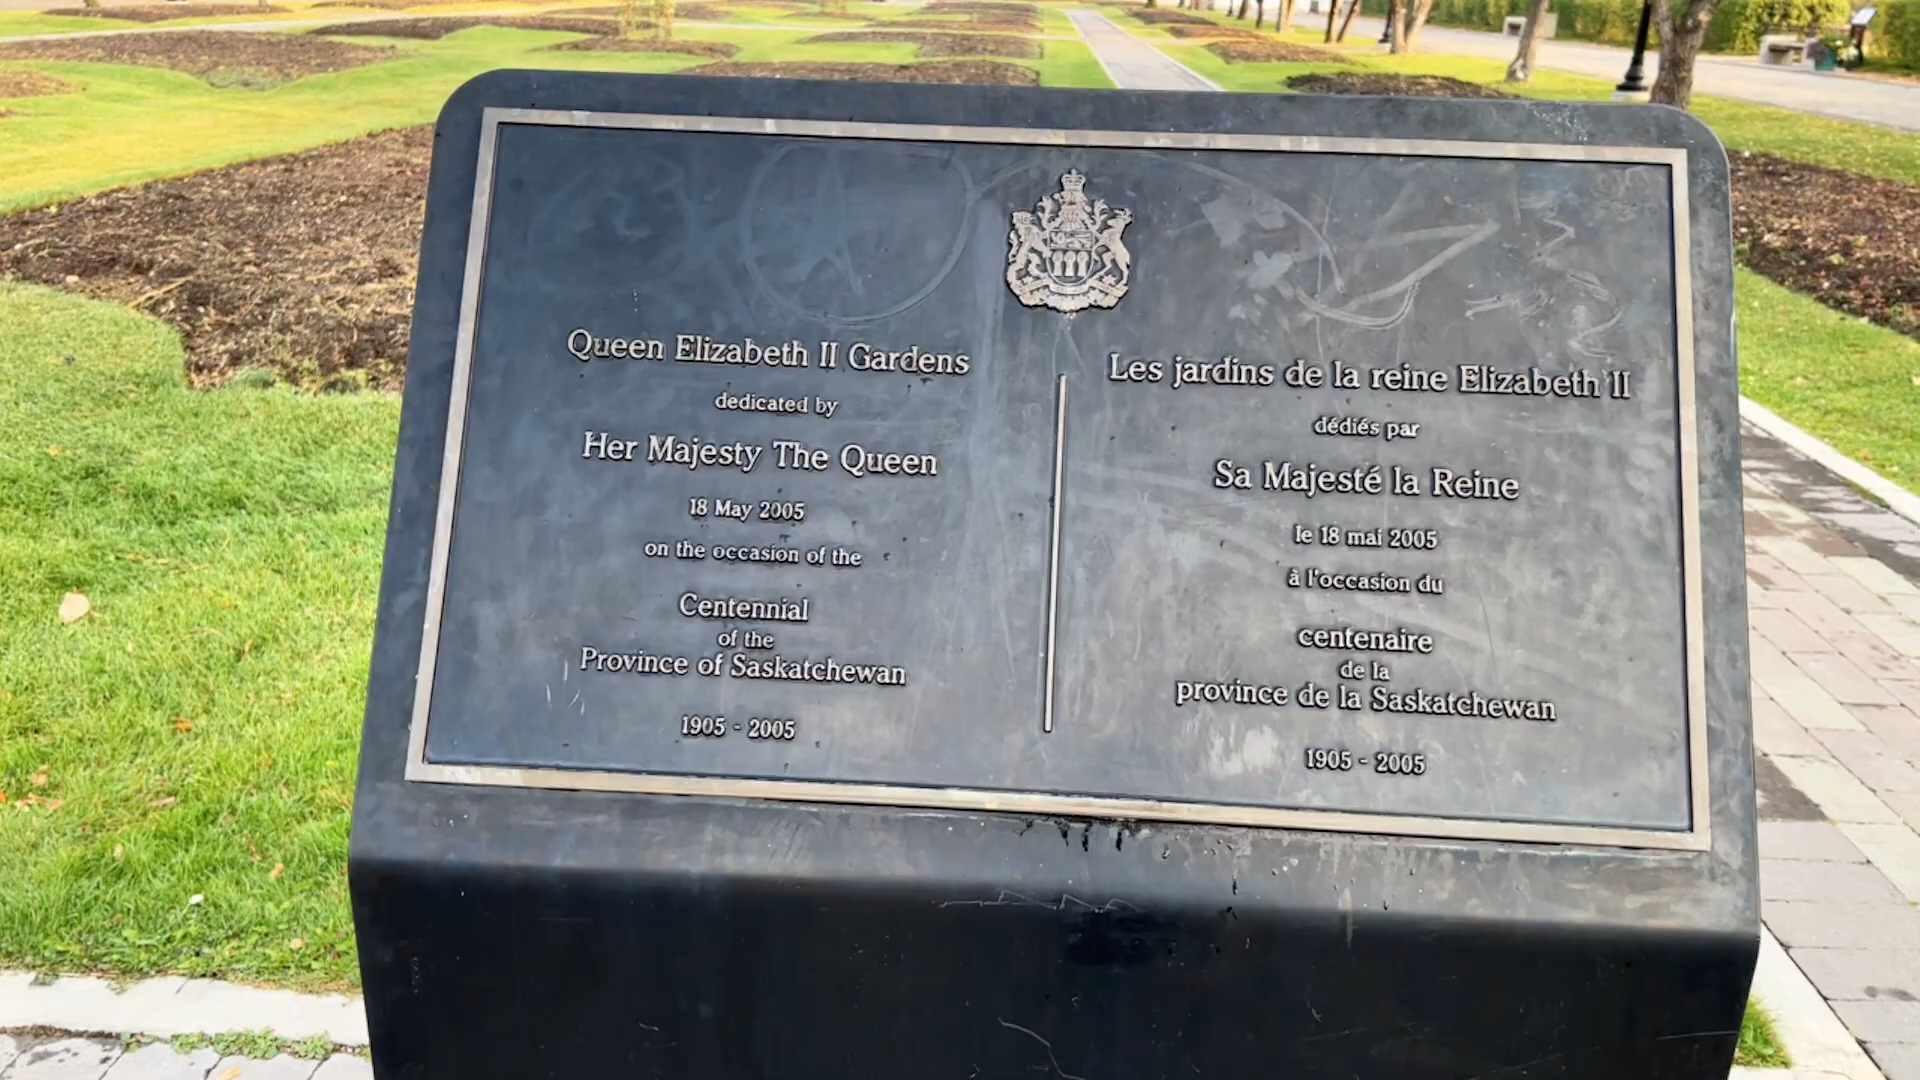 Queen Elizabeth II Gardens
dedicated by
Her Majesty The Queen
18 May 2005
on the occasion of the
Centennial
of the
Province of Saskatchewan
1905 - 2005
Les jardins de la reine Elizabeth II
dédiés par
Sa Majesté la Reine
le 18 mai 2005
à l'occasion du
centenaire
de la
province de la Saskatchewan
1905 - 2005